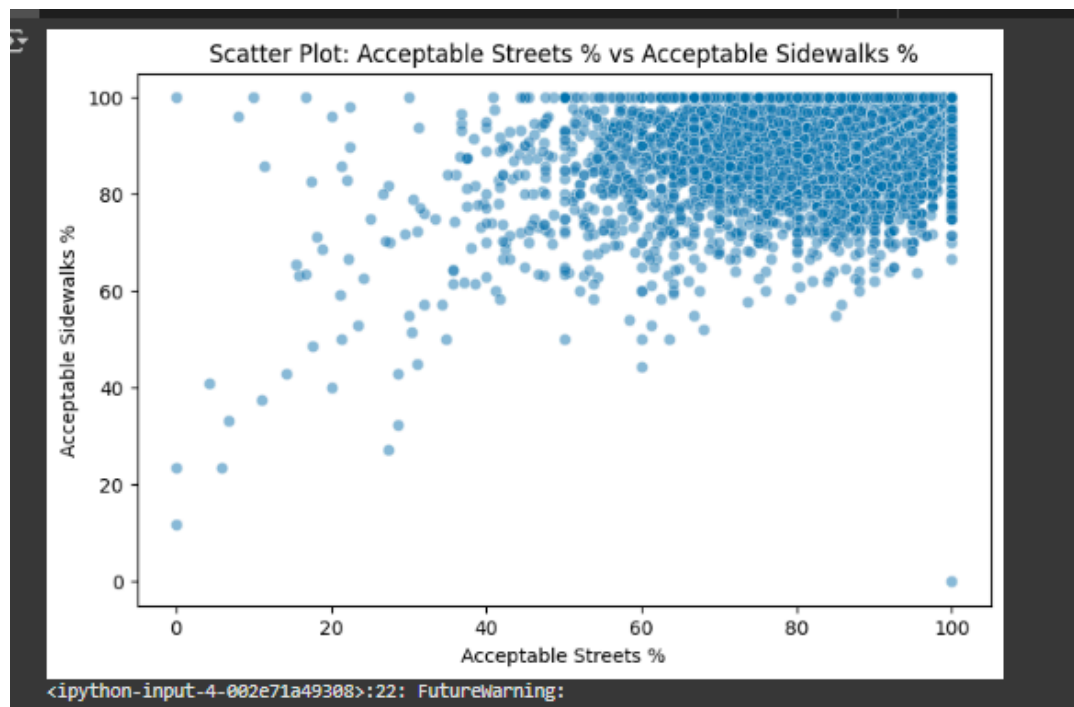 Scatter Plot: Acceptable Streets % vs Acceptable Sidewalks %
100
80
60
40
20
0
Acceptable Sidewalks %
0 20 40 60 80 100
Acceptable Streets %
<ipython-input-4-002e71a49308>:22: FutureWarning: